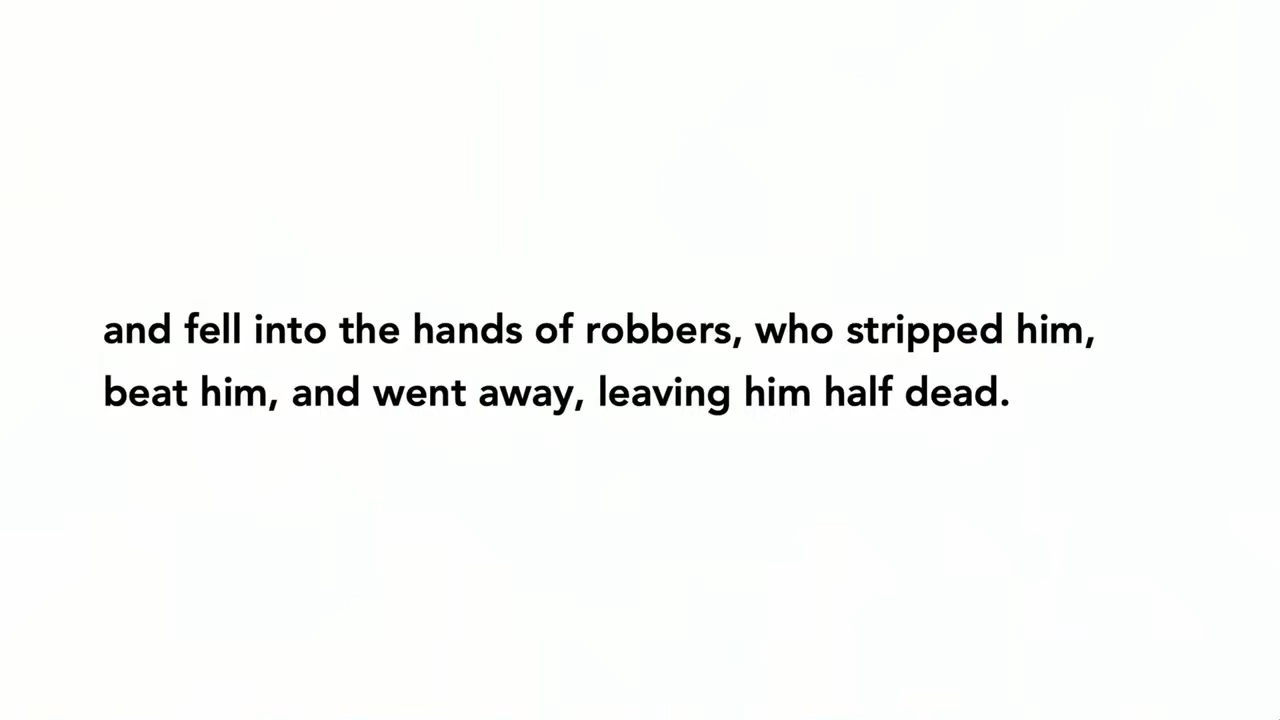 and fell into the hands of robbers, who stripped him,
beat him, and went away, leaving him half dead.